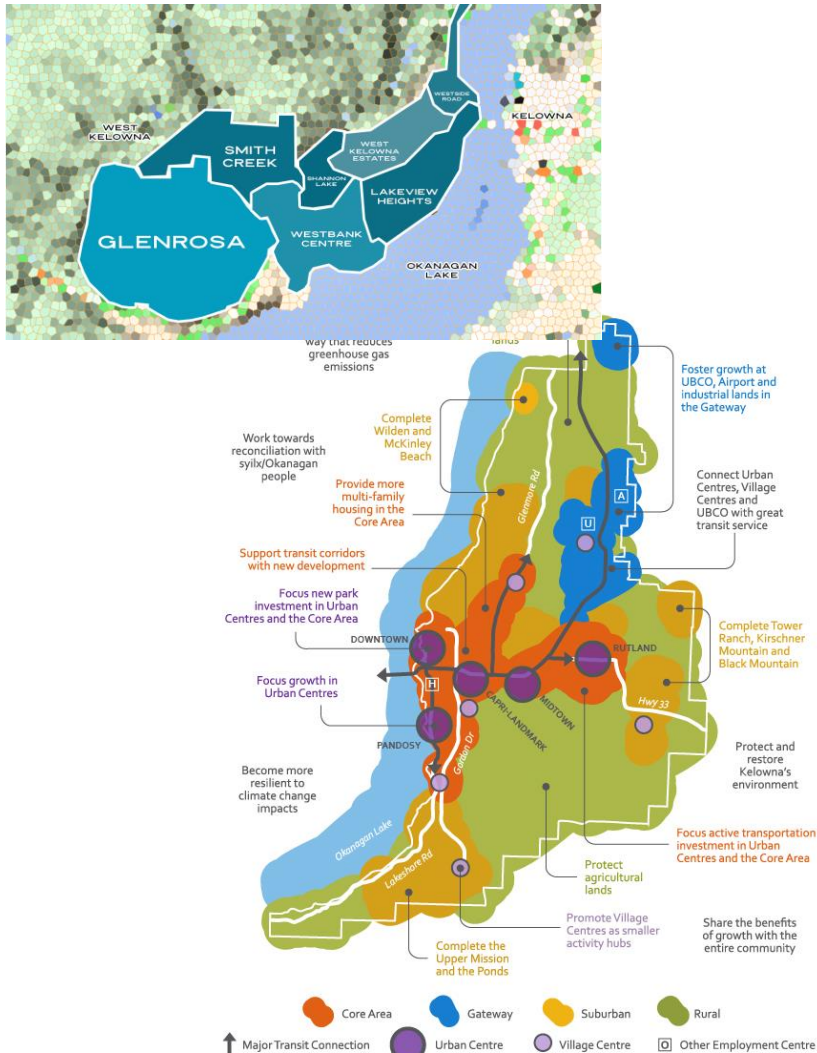 WEST
KELOWNA
SMITH
CREEK
SHANNON
LAKE
WEST
KELOWNA
ESTATES
WESTSIDE
ROAD
KELOWNA
LAKEVIEW
HEIGHTS
GLENROSA
WESTBANK
CENTRE
OKANAGAN
LAKE
way that reduces
greenhouse gas
emissions
lands
Foster growth at
UBCO, Airport and
industrial lands in
the Gateway
Complete
Wilden and
McKinley
Beach
Work towards
reconciliation with
syilx/Okanagan
people
Provide more
multi-family
housing in the
Core Area
Glenmore Rd
A
U
Connect Urban
Centres, Village
Centres and
UBCO with great
transit service
Support transit corridors
with new development
Focus new park
investment in Urban
Centres and the Core Area
DOWNTOWN
RUTLAND
Complete Tower
Ranch, Kirschner
Mountain and
Black Mountain
Focus growth in
Urban Centres
H
CAPRI-LANDMARK
MIDTOWN
Hwy 33
PANDOSY
Gordon Dr
Become more
resilient to
climate change
impacts
Protect and
restore
Kelowna's
environment
Okanagan Lake
Lakeshore Rd
Focus active transportation
investment in Urban
Centres and the Core Area
Protect
agricultural
lands
Promote Village
Centres as smaller
activity hubs
Share the benefits
of growth with the
entire community
Complete the
Upper Mission
and the Ponds
Core Area
Gateway
Suburban
Rural
Major Transit Connection
Urban Centre
Village Centre
O Other Employment Centre